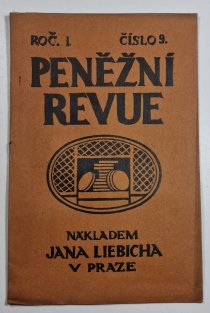 ROČ. I. ČÍSLO 9.
PENĚŽNÍ
REVUE
NÁKLADEM
JANA LIEBICHA
V PRAZE